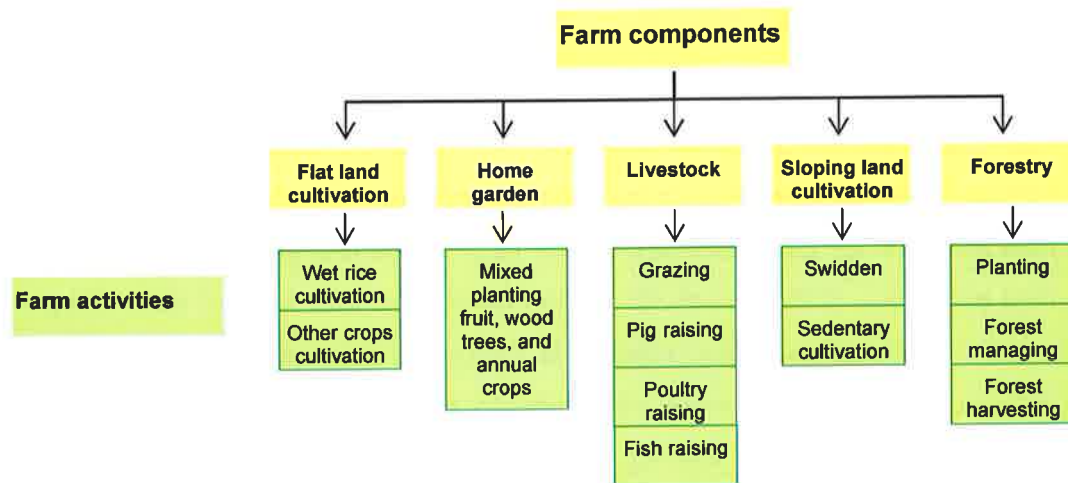 Farm components
Flat land
cultivation
Home
garden
Livestock
Sloping land
cultivation
Forestry
Farm activities
Wet rice
cultivation
Other crops
cultivation
Mixed
planting
fruit, wood
trees, and
annual
crops
Grazing
Pig raising
Poultry
raising
Fish raising
Swidden
Sedentary
cultivation
Planting
Forest
managing
Forest
harvesting